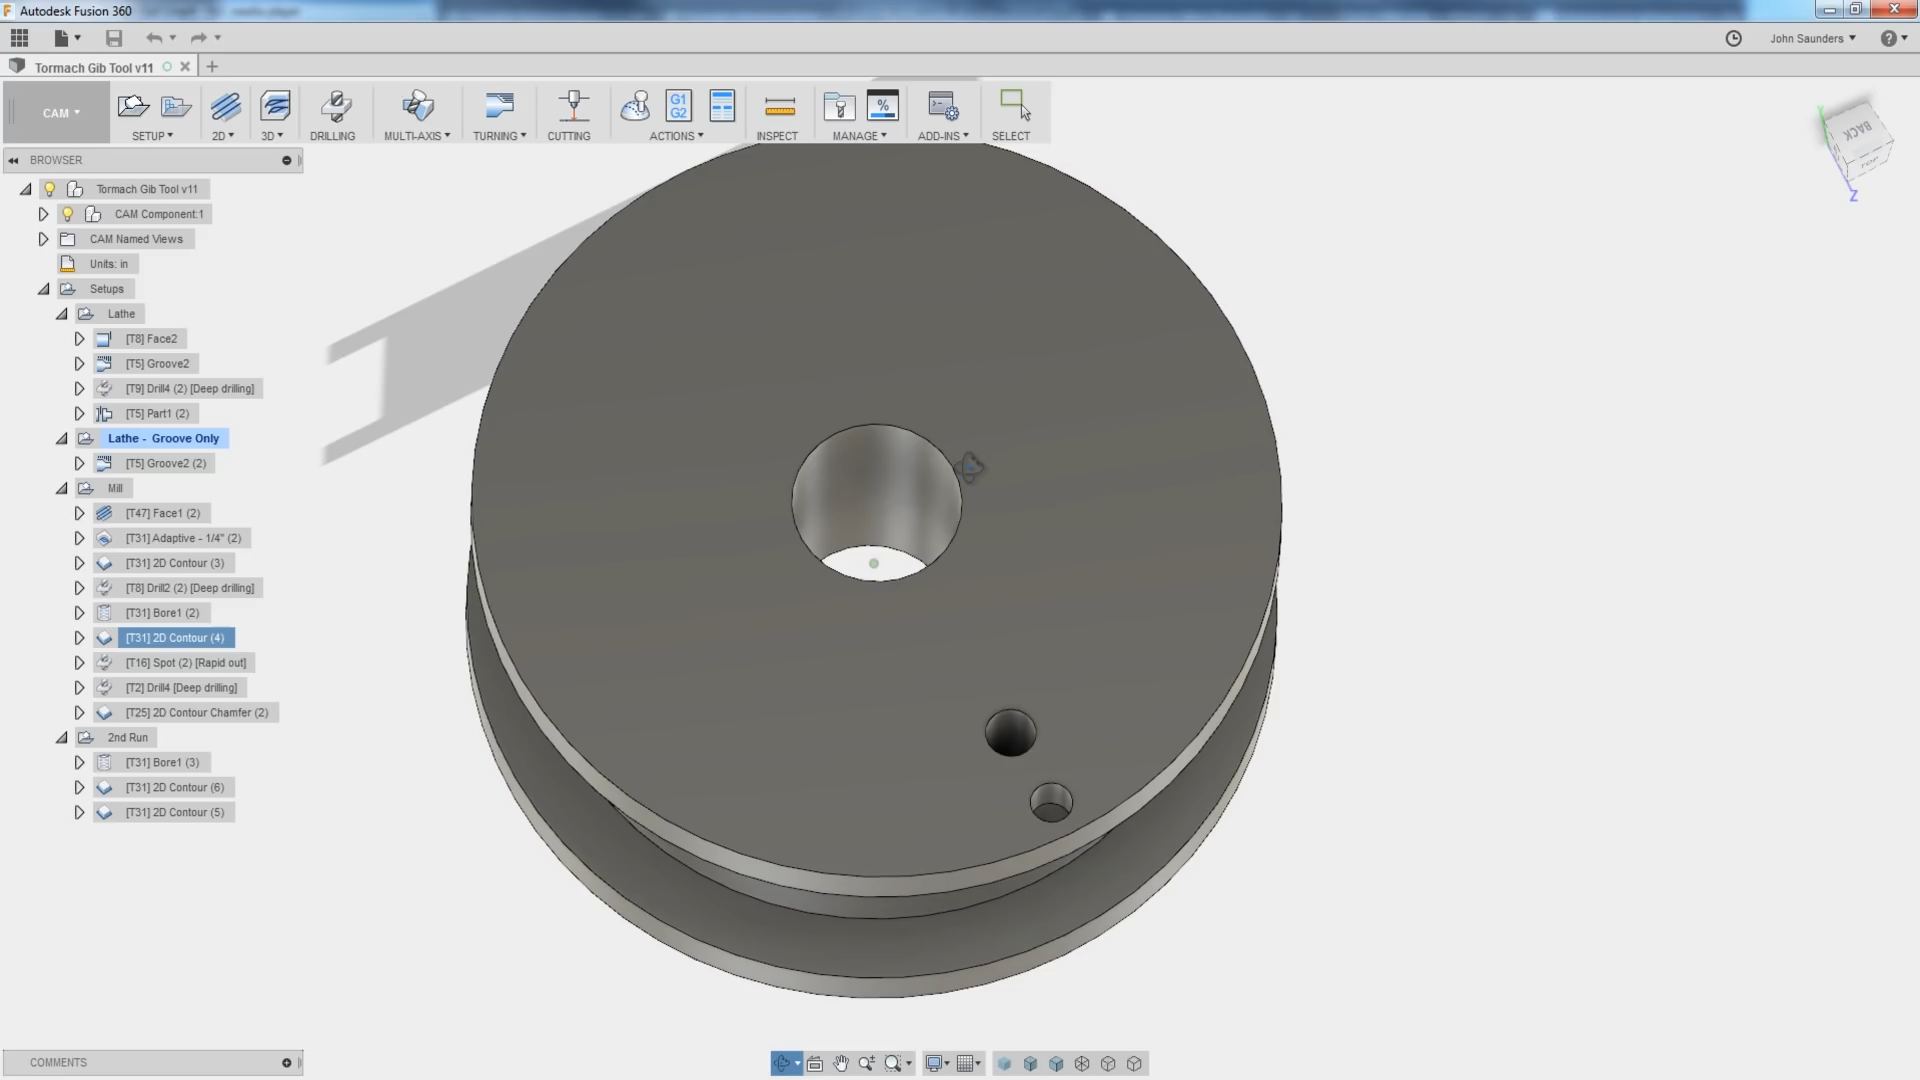 Autodesk Fusion 360
John Saunders
Tormach Gib Tool v11
CAM
SETUP
2D
3D
DRILLING
MULTI-AXIS
TURNING
CUTTING
G1
G2
ACTIONS
INSPECT
%
MANAGE
ADD-INS
SELECT
BROWSER
Tormach Gib Tool v11
CAM Component:1
CAM Named Views
Units: in
Setups
Lathe
[T8] Face2
[T5] Groove2
[T9] Drill4 (2) [Deep drilling]
[T5] Part1 (2)
Lathe - Groove Only
[T5] Groove2 (2)
Mill
[T47] Face1 (2)
[T31] Adaptive - 1/4" (2)
[T31] 2D Contour (3)
[T8] Drill2 (2) [Deep drilling]
[T31] Bore1 (2)
[T31] 2D Contour (4)
[T16] Spot (2) [Rapid out]
[T2] Drill4 [Deep drilling]
[T25] 2D Contour Chamfer (2)
2nd Run
[T31] Bore1 (3)
[T31] 2D Contour (6)
[T31] 2D Contour (5)
Y
BACK
TOP
Z
COMMENTS